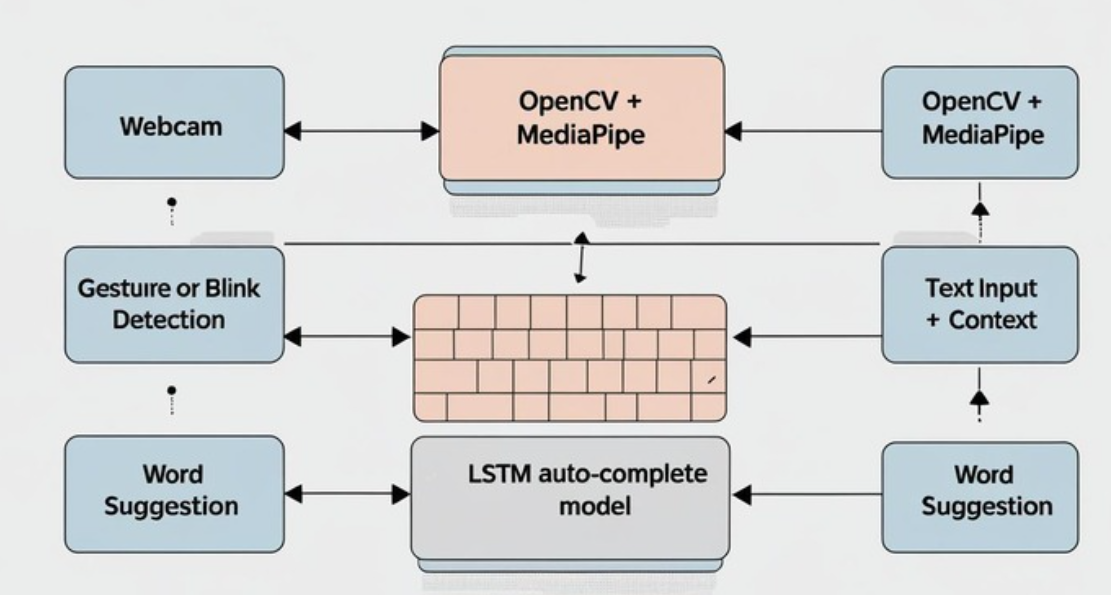 Webcam
OpenCV +
MediaPipe
OpenCV +
MediaPipe
Gesture or Blink
Detection
Text Input
+ Context
Word
Suggestion
LSTM auto-complete
model
Word
Suggestion